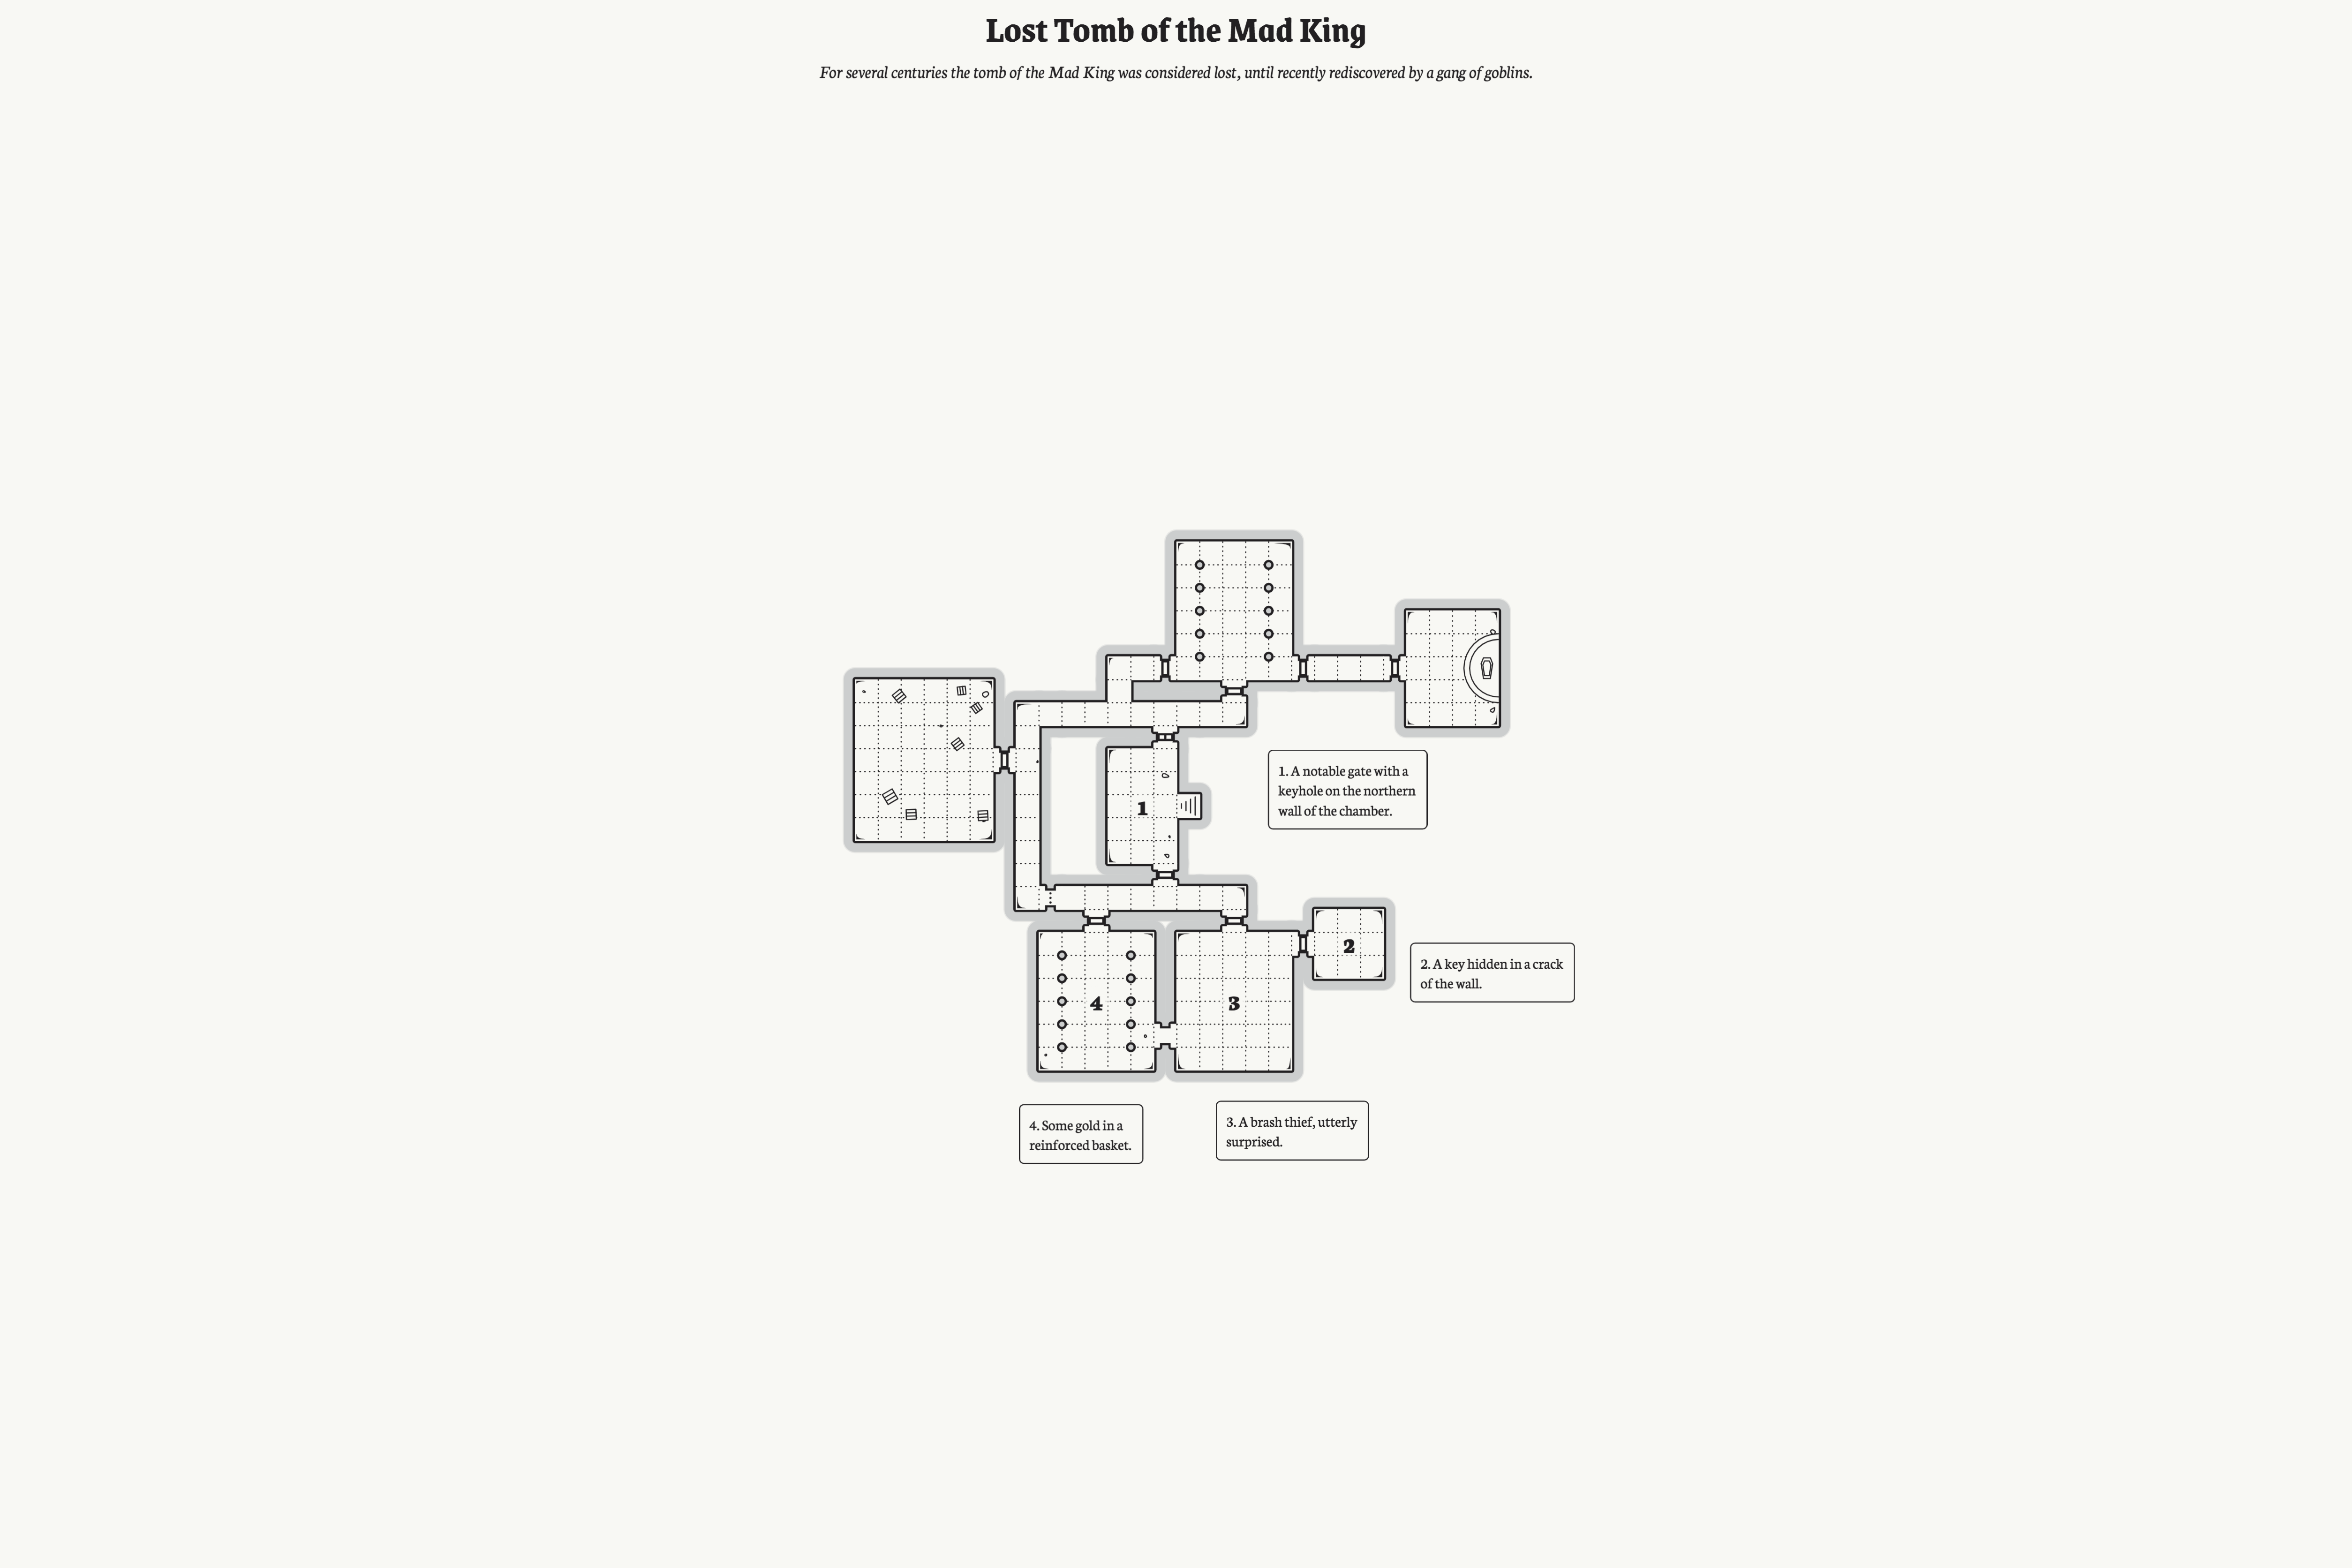 Lost Tomb of the Mad King
For several centuries the tomb of the Mad King was considered lost, until recently rediscovered by a gang of goblins.
1
1. A notable gate with a
keyhole on the northern
wall of the chamber.
2
2. A key hidden in a crack
of the wall.
4
3
4. Some gold in a
reinforced basket.
3. A brash thief, utterly
surprised.